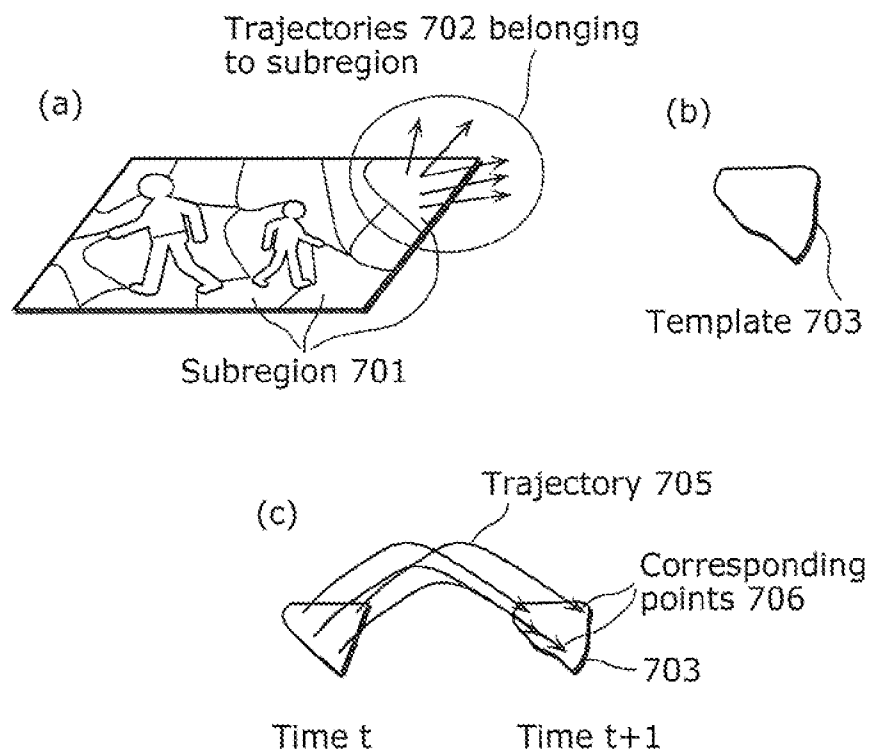 Trajectories 702 belonging
to subregion
(a)
(b)
Template 703
Subregion 701
(c)
Trajectory 705
Corresponding
points 706
703
Time t
Time t+1